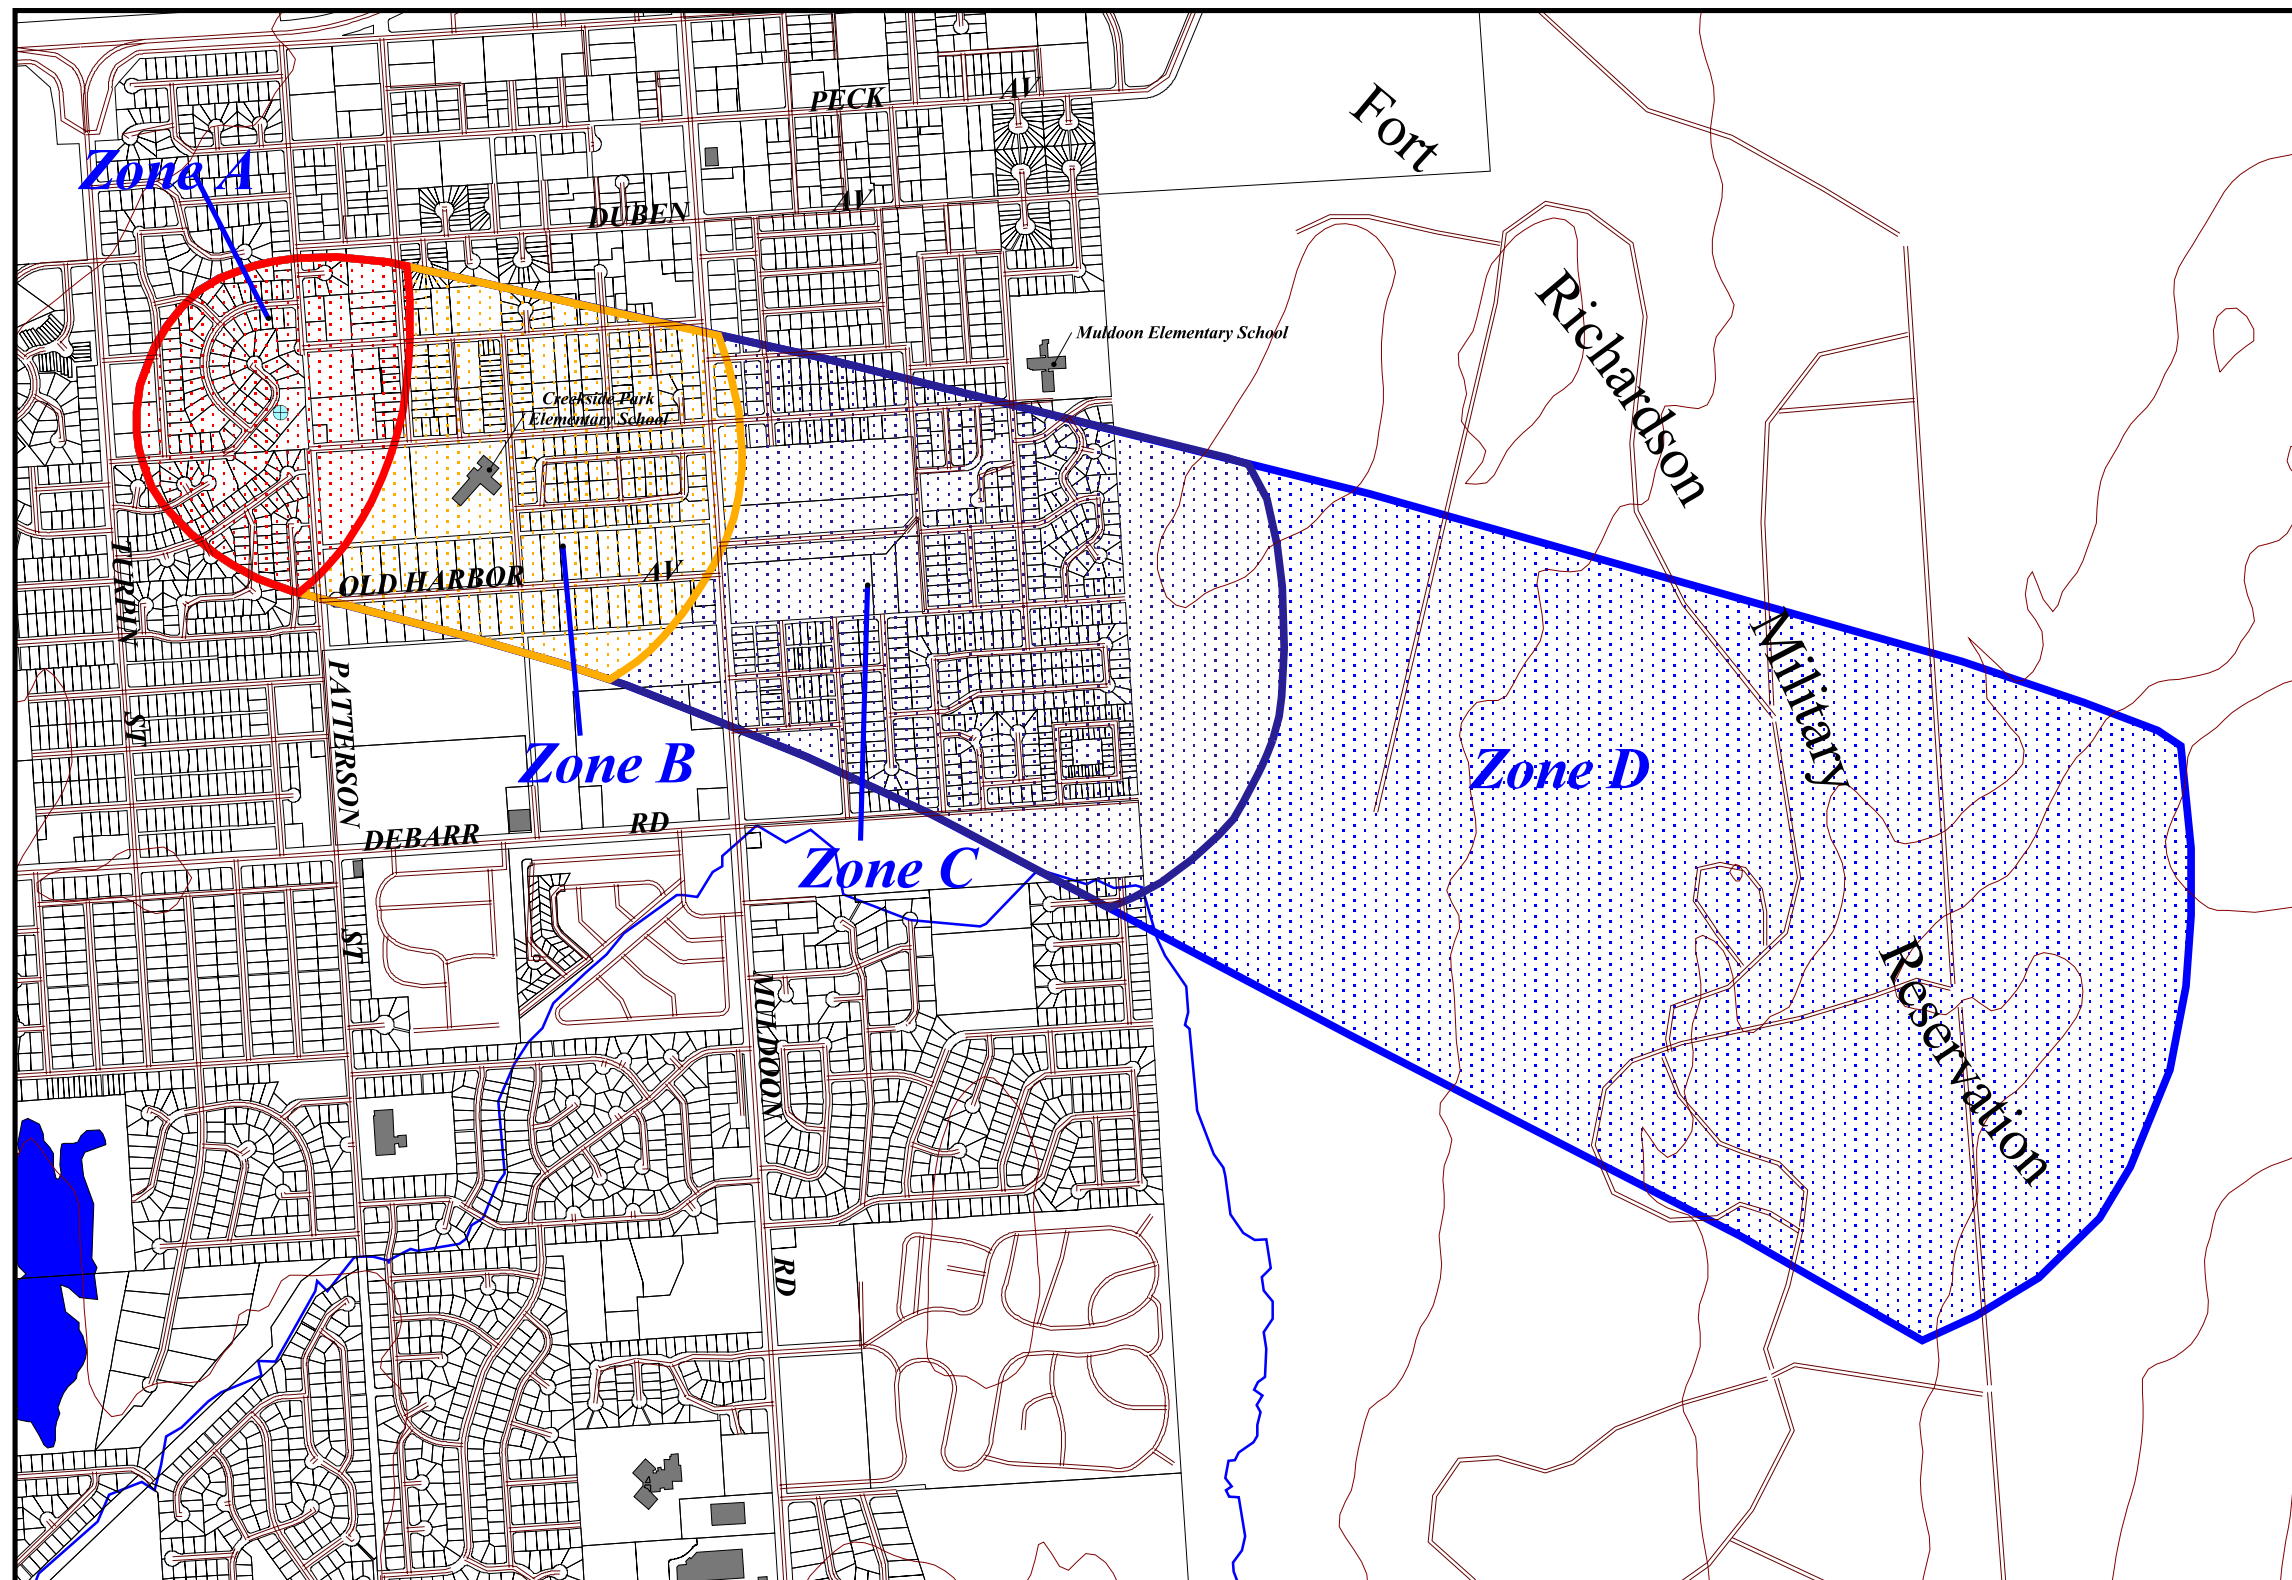 PECK AV
Fort
Zone A
DUBEN AV
Richardson
Muldoon Elementary School
Creekside Park
Elementary School
OLD HARBOR AV
TURPIN ST
Military
PATTERSON ST
Zone B
Zone D
DEBARR RD
Zone C
Reservation
MULDOON RD